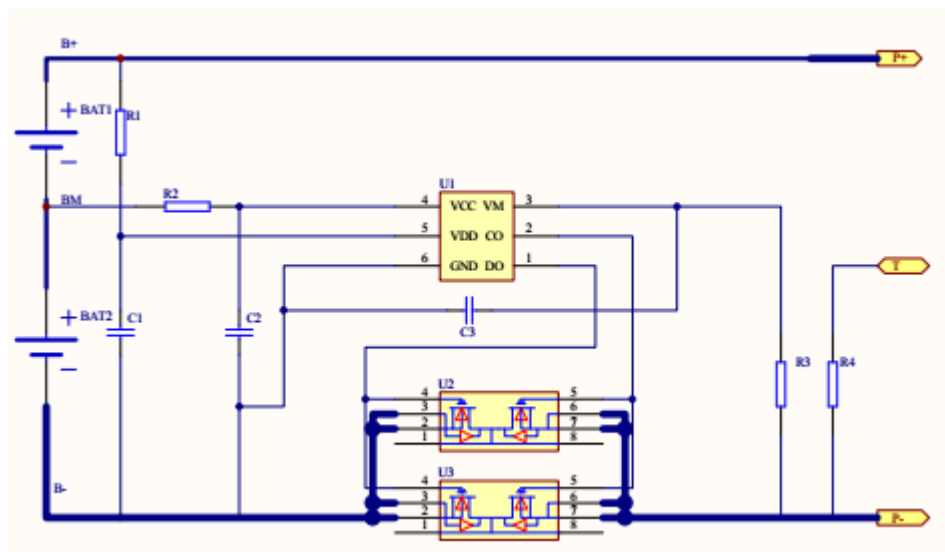 B+
P+
+ BAT1
R1
BM
R2
U1
4 VCC VM 3
5 VDD CO 2
6 GND DO 1
T
+ BAT2
C1
C2
C3
R3
R4
U2
4 5
3 6
2 7
1 8
B-
U3
4 5
3 6
2 7
1 8
P-